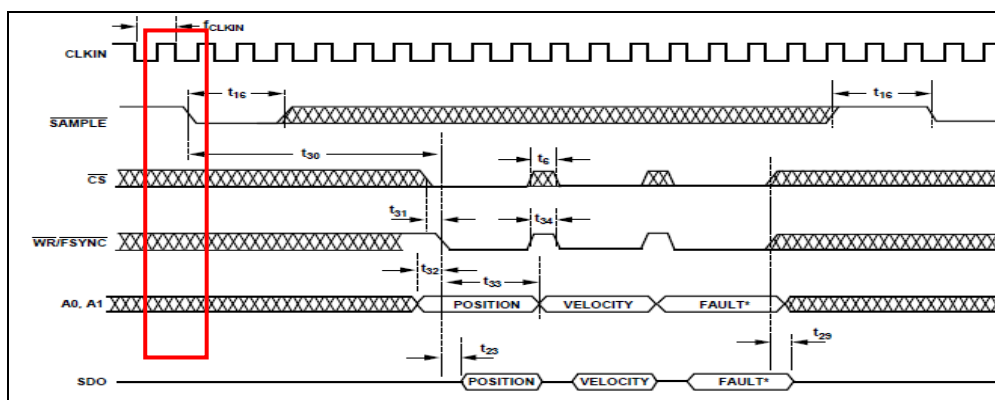 fCLKIN
CLKIN
t16 t16
SAMPLE
t30 t6
CS
t31 t34
WR/FSYNC
t32 t33
A0, A1 POSITION VELOCITY FAULT*
t23 t29
SDO POSITION VELOCITY FAULT*